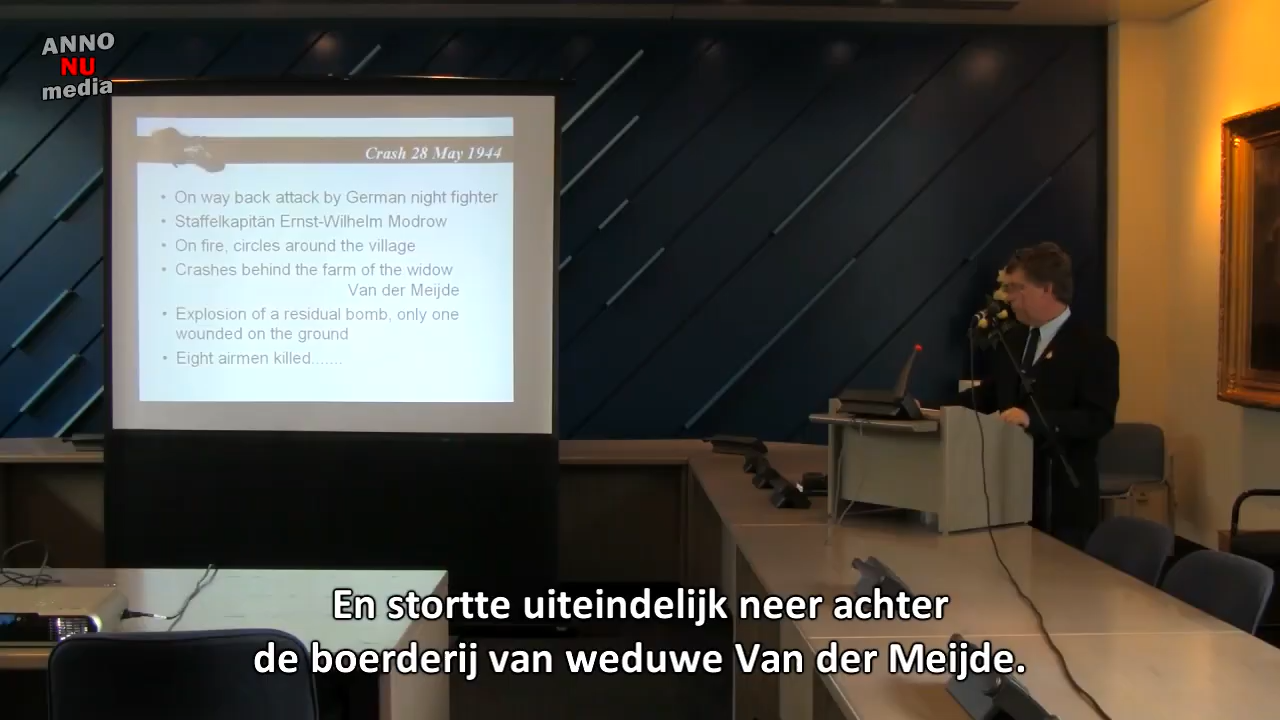 ANNO
NU
media
Crash 28 May 1944
• On way back attack by German night fighter
• Staffelkapitän Ernst-Wilhelm Modrow
• On fire, circles around the village
• Crashes behind the farm of the widow
Van der Meijde
• Explosion of a residual bomb, only one
wounded on the ground
• Eight airmen killed.......
En stortte uiteindelijk neer achter
de boerderij van weduwe Van der Meijde.